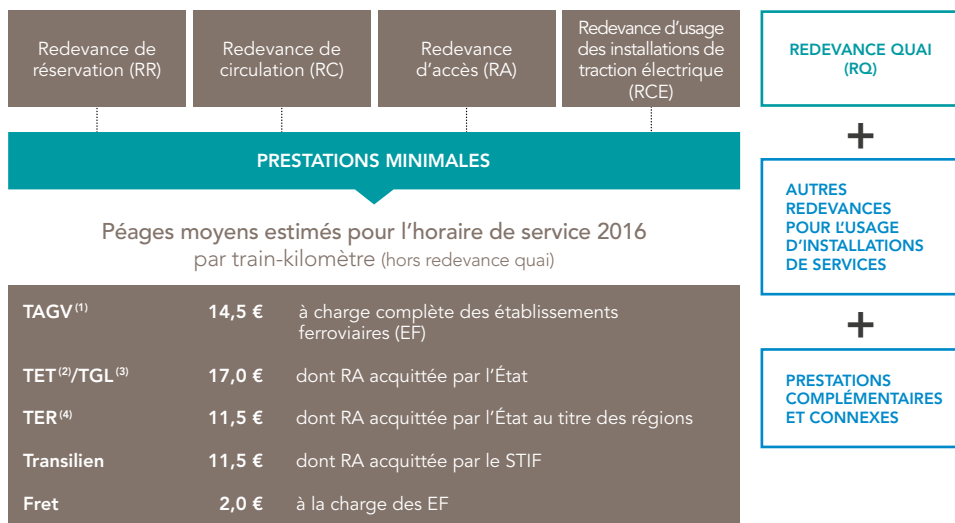 Redevance de
réservation (RR)
Redevance de
circulation (RC)
Redevance
d'accès (RA)
Redevance d'usage
des installations de
traction électrique
(RCE)
PRESTATIONS MINIMALES
Péages moyens estimés pour l'horaire de service 2016
par train-kilomètre (hors redevance quai)
TAGV (1) 14,5 € à charge complète des établissements
ferroviaires (EF)
TET (2)/TGL (3) 17,0 € dont RA acquittée par l'État
TER (4) 11,5 € dont RA acquittée par l'État au titre des régions
Transilien 11,5 € dont RA acquittée par le STIF
Fret 2,0 € à la charge des EF
REDEVANCE QUAI
(RQ)
+
AUTRES
REDEVANCES
POUR L'USAGE
D'INSTALLATIONS
DE SERVICES
+
PRESTATIONS
COMPLÉMENTAIRES
ET CONNEXES